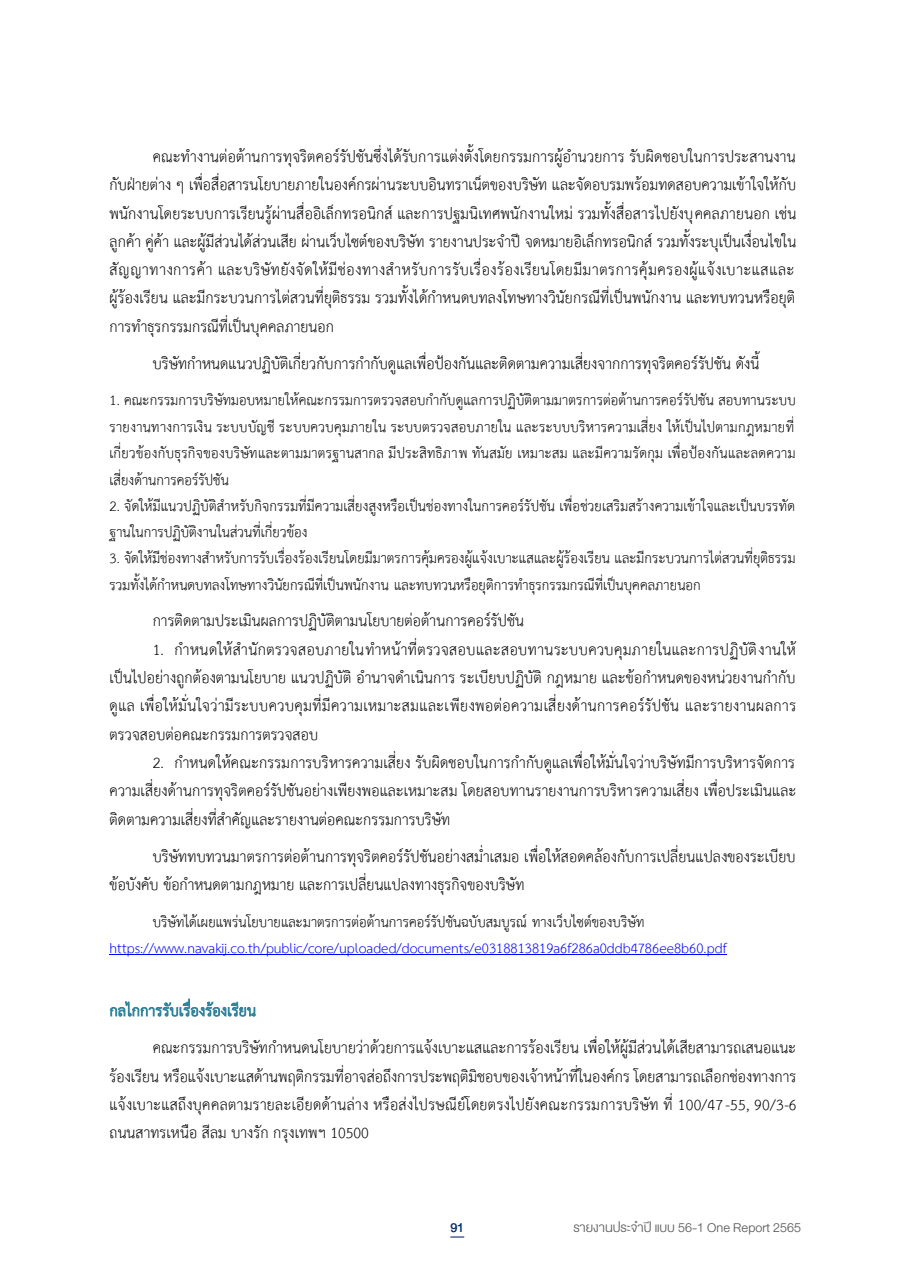 คณะทำงานต่อต้านการทุจริตคอร์รัปชันซึ่งได้รับการแต่งตั้งโดยกรรมการผู้อำนวยการ รับผิดชอบในการประสานงาน
กับฝ่ายต่าง ๆ เพื่อสื่อสารนโยบายภายในองค์กรผ่านระบบอินทราเน็ตของบริษัท และจัดอบรมพร้อมทดสอบความเข้าใจให้กับ
พนักงานโดยระบบการเรียนรู้ผ่านสื่ออิเล็กทรอนิกส์ และการปฐมนิเทศพนักงานใหม่ รวมทั้งสื่อสารไปยังบุคคลภายนอก เช่น
ลูกค้า คู่ค้า และผู้มีส่วนได้ส่วนเสีย ผ่านเว็บไซต์ของบริษัท รายงานประจำปี จดหมายอิเล็กทรอนิกส์ รวมทั้งระบุเป็นเงื่อนไขใน
สัญญาทางการค้า และบริษัทยังจัดให้มีช่องทางสำหรับการรับเรื่องร้องเรียนโดยมีมาตรการคุ้มครองผู้แจ้งเบาะแสและ
ผู้ร้องเรียน และมีกระบวนการไต่สวนที่ยุติธรรม รวมทั้งได้กำหนดบทลงโทษทางวินัยกรณีที่เป็นพนักงาน และทบทวนหรือยุติ
การทำธุรกรรมกรณีที่เป็นบุคคลภายนอก
บริษัทกำหนดแนวปฏิบัติเกี่ยวกับการกำกับดูแลเพื่อป้องกันและติดตามความเสี่ยงจากการทุจริตคอร์รัปชัน ดังนี้
1. คณะกรรมการบริษัทมอบหมายให้คณะกรรมการตรวจสอบกำกับดูแลการปฏิบัติตามมาตรการต่อต้านการคอร์รัปชัน สอบทานระบบ
รายงานทางการเงิน ระบบบัญชี ระบบควบคุมภายใน ระบบตรวจสอบภายใน และระบบบริหารความเสี่ยง ให้เป็นไปตามกฎหมายที่
เกี่ยวข้องกับธุรกิจของบริษัทและตามมาตรฐานสากล มีประสิทธิภาพ ทันสมัย เหมาะสม และมีความรัดกุม เพื่อป้องกันและลดความ
เสี่ยงด้านการคอร์รัปชัน
2. จัดให้มีแนวปฏิบัติสำหรับกิจกรรมที่มีความเสี่ยงสูงหรือเป็นช่องทางในการคอร์รัปชัน เพื่อช่วยเสริมสร้างความเข้าใจและเป็นบรรทัด
ฐานในการปฏิบัติงานในส่วนที่เกี่ยวข้อง
3. จัดให้มีช่องทางสำหรับการรับเรื่องร้องเรียนโดยมีมาตรการคุ้มครองผู้แจ้งเบาะแสและผู้ร้องเรียน และมีกระบวนการไต่สวนที่ยุติธรรม
รวมทั้งได้กำหนดบทลงโทษทางวินัยกรณีที่เป็นพนักงาน และทบทวนหรือยุติการทำธุรกรรมกรณีที่เป็นบุคคลภายนอก
การติดตามประเมินผลการปฏิบัติตามนโยบายต่อต้านการคอร์รัปชัน
1. กำหนดให้สำนักตรวจสอบภายในทำหน้าที่ตรวจสอบและสอบทานระบบควบคุมภายในและการปฏิบัติงานให้
เป็นไปอย่างถูกต้องตามนโยบาย แนวปฏิบัติ อำนาจดำเนินการ ระเบียบปฏิบัติ กฎหมาย และข้อกำหนดของหน่วยงานกำกับ
ดูแล เพื่อให้มั่นใจว่ามีระบบควบคุมที่มีความเหมาะสมและเพียงพอต่อความเสี่ยงด้านการคอร์รัปชัน และรายงานผลการ
ตรวจสอบต่อคณะกรรมการตรวจสอบ
2. กำหนดให้คณะกรรมการบริหารความเสี่ยง รับผิดชอบในการกำกับดูแลเพื่อให้มั่นใจว่าบริษัทมีการบริหารจัดการ
ความเสี่ยงด้านการทุจริตคอร์รัปชันอย่างเพียงพอและเหมาะสม โดยสอบทานรายงานการบริหารความเสี่ยง เพื่อประเมินและ
ติดตามความเสี่ยงที่สำคัญและรายงานต่อคณะกรรมการบริษัท
บริษัททบทวนมาตรการต่อต้านการทุจริตคอร์รัปชันอย่างสม่ำเสมอ เพื่อให้สอดคล้องกับการเปลี่ยนแปลงของระเบียบ
ข้อบังคับ ข้อกำหนดตามกฎหมาย และการเปลี่ยนแปลงทางธุรกิจของบริษัท
บริษัทได้เผยแพร่นโยบายและมาตรการต่อต้านการคอร์รัปชันฉบับสมบูรณ์ ทางเว็บไซต์ของบริษัท
https://www.navakij.co.th/public/core/uploaded/documents/e0318813819a6f286a0ddb4786ee8b60.pdf
กลไกการรับเรื่องร้องเรียน
คณะกรรมการบริษัทกำหนดนโยบายว่าด้วยการแจ้งเบาะแสและการร้องเรียน เพื่อให้ผู้มีส่วนได้เสียสามารถเสนอแนะ
ร้องเรียน หรือแจ้งเบาะแสด้านพฤติกรรมที่อาจส่อถึงการประพฤติมิชอบของเจ้าหน้าที่ในองค์กร โดยสามารถเลือกช่องทางการ
แจ้งเบาะแสถึงบุคคลตามรายละเอียดด้านล่าง หรือส่งไปรษณีย์โดยตรงไปยังคณะกรรมการบริษัท ที่ 100/47-55, 90/3-6
ถนนสาทรเหนือ สีลม บางรัก กรุงเทพฯ 10500
91 รายงานประจำปี แบบ 56-1 One Report 2565